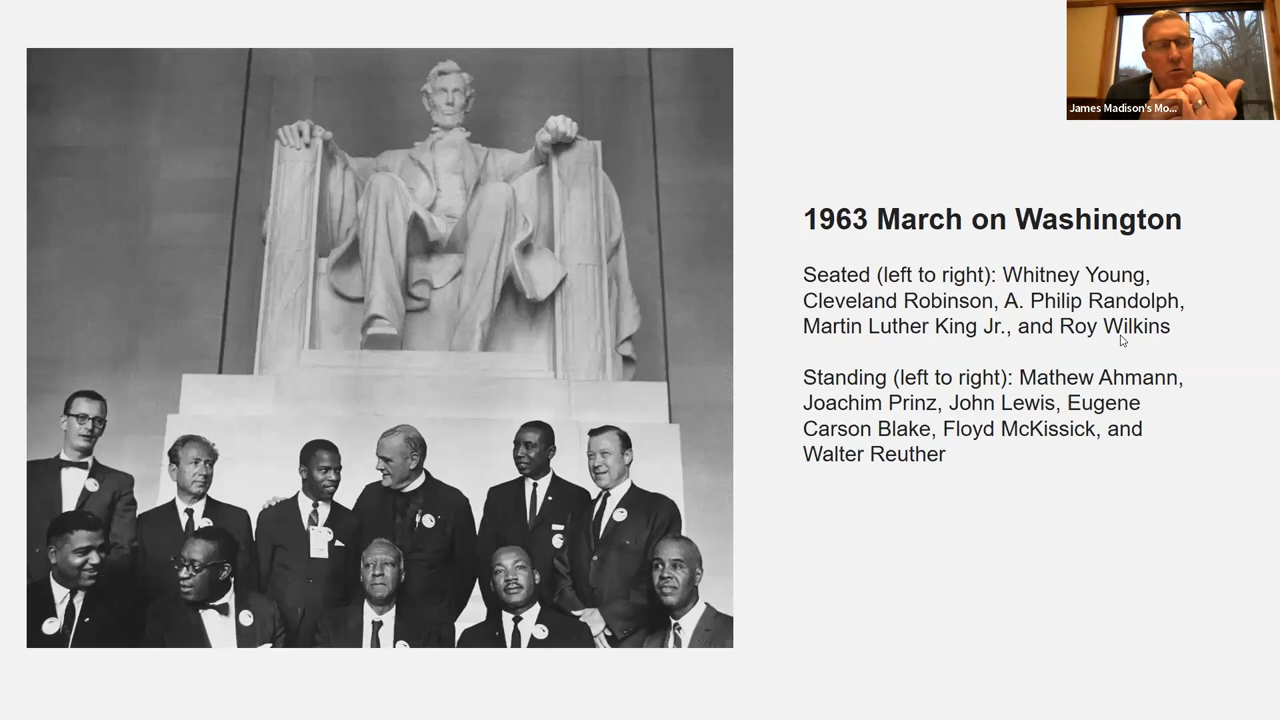 James Madison's Mo...
1963 March on Washington
Seated (left to right): Whitney Young,
Cleveland Robinson, A. Philip Randolph,
Martin Luther King Jr., and Roy Wilkins
Standing (left to right): Mathew Ahmann,
Joachim Prinz, John Lewis, Eugene
Carson Blake, Floyd McKissick, and
Walter Reuther